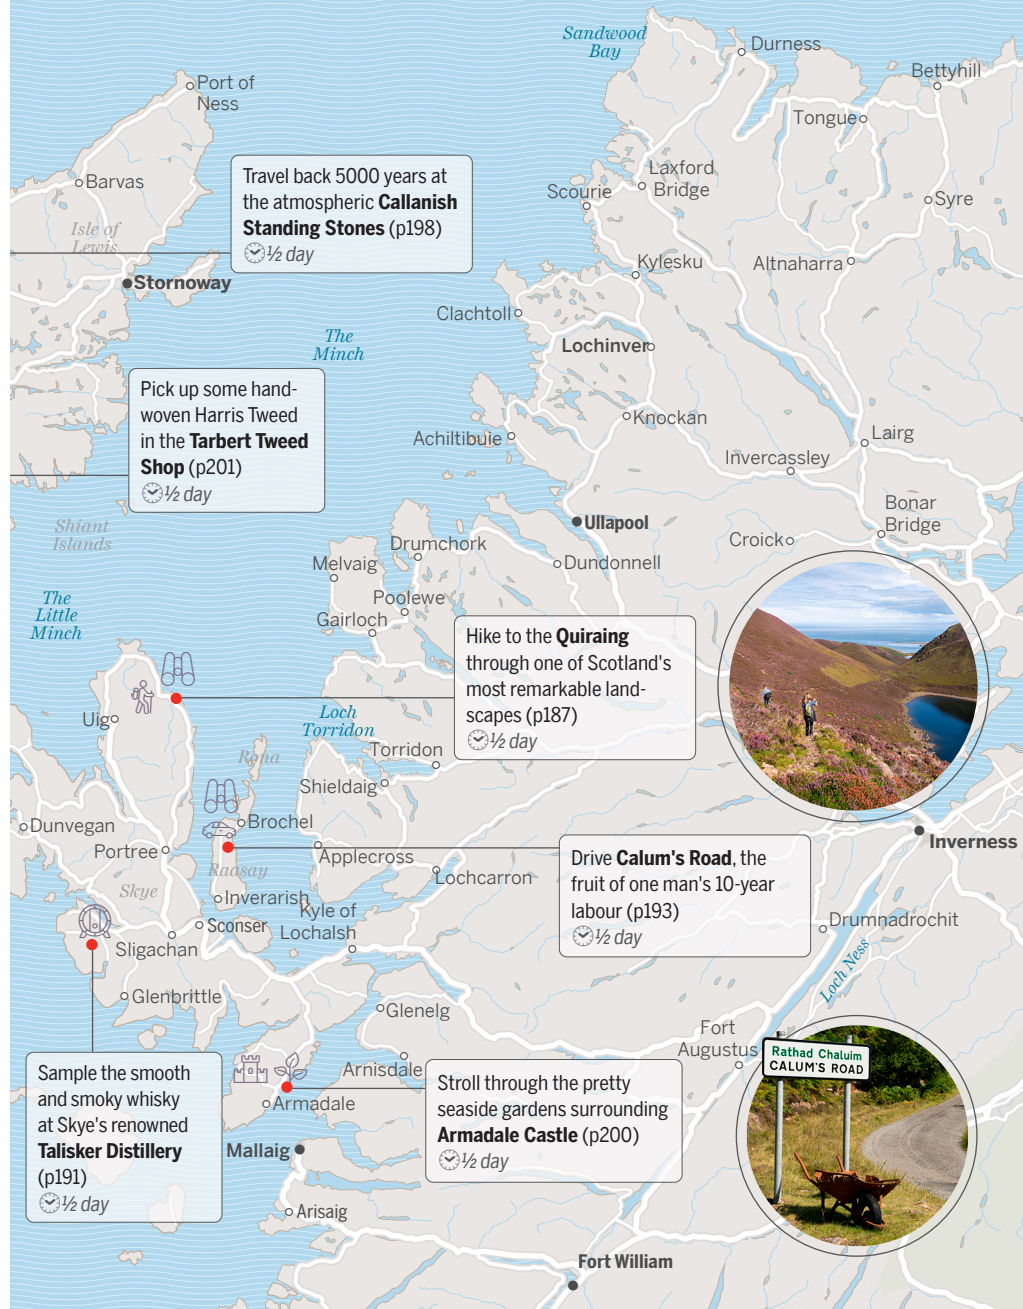 Sandwood
Bay
Durness
Bettyhill
Port of
Ness
Tongue
Barvas
Travel back 5000 years at
the atmospheric Callanish
Standing Stones (p198)
½ day
Laxford
Bridge
Scourie
Syre
Isle of
Lewis
Kylesku
Altnaharra
Stornoway
Clachtoll
The
Minch
Lochinver
Pick up some hand-
woven Harris Tweed
in the Tarbert Tweed
Shop (p201)
½ day
Knockan
Achiltibuie
Lairg
Invercassley
Bonar
Bridge
Shiant
Islands
Ullapool
Croick
Drumchork
Melvaig
Dundonnell
Poolewe
Gairloch
The
Little
Minch
Hike to the Quiraing
through one of Scotland's
most remarkable land-
scapes (p187)
½ day
Uig
Loch
Torridon
Torridon
Rona
Shieldaig
Dunvegan
Brochel
Portree
Applecross
Inverness
Raasay
Lochcarron
Drive Calum's Road, the
fruit of one man's 10-year
labour (p193)
½ day
Skye
Inverarish
Kyle of
Lochalsh
Sconser
Sligachan
Drumnadrochit
Loch Ness
Glenbrittle
Glenelg
Fort
Augustus
Rathad Chaluim
CALUM'S ROAD
Arnisdale
Sample the smooth
and smoky whisky
at Skye's renowned
Talisker Distillery
(p191)
½ day
Stroll through the pretty
seaside gardens surrounding
Armadale Castle (p200)
½ day
Armadale
Mallaig
Arisaig
Fort William